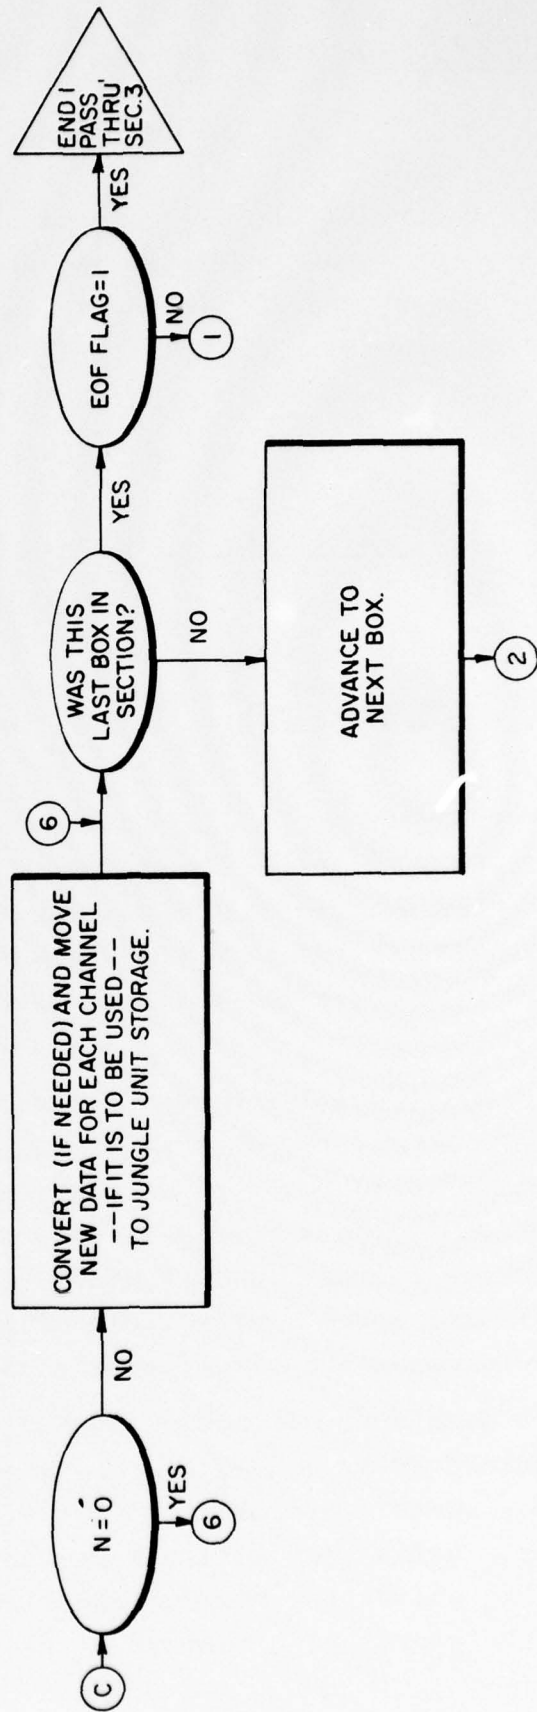 C
N=0
YES
6
NO
CONVERT (IF NEEDED) AND MOVE
NEW DATA FOR EACH CHANNEL
--IF IT IS TO BE USED--
TO JUNGLE UNIT STORAGE.
6
WAS THIS
LAST BOX IN
SECTION?
NO
ADVANCE TO
NEXT BOX.
2
YES
EOF FLAG=1
NO
1
YES
END 1
PASS
THRU'
SEC.3